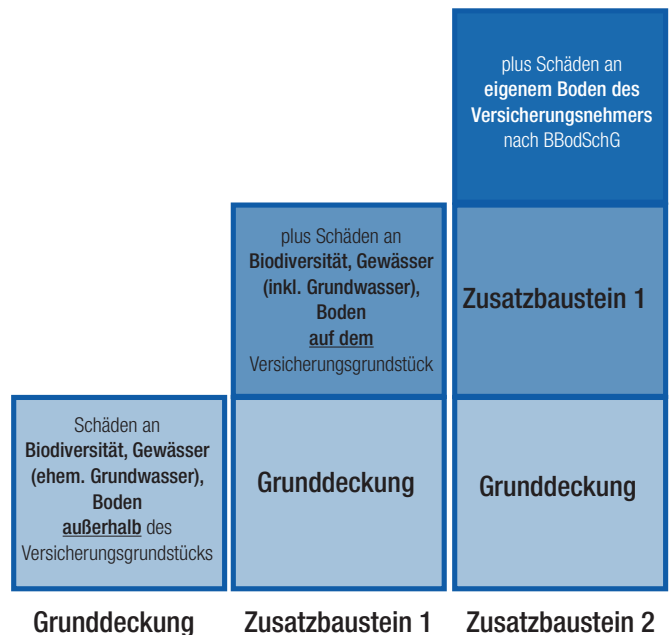 plus Schäden an
eigenem Boden des
Versicherungsnehmers
nach BBodSchG
plus Schäden an
Biodiversität, Gewässer
(inkl. Grundwasser),
Boden
auf dem
Versicherungsgrundstück
Zusatzbaustein 1
Schäden an
Biodiversität, Gewässer
(ehem. Grundwasser),
Boden
außerhalb des
Versicherungsgrundstücks
Grunddeckung
Grunddeckung
Grunddeckung
Zusatzbaustein 1
Zusatzbaustein 2